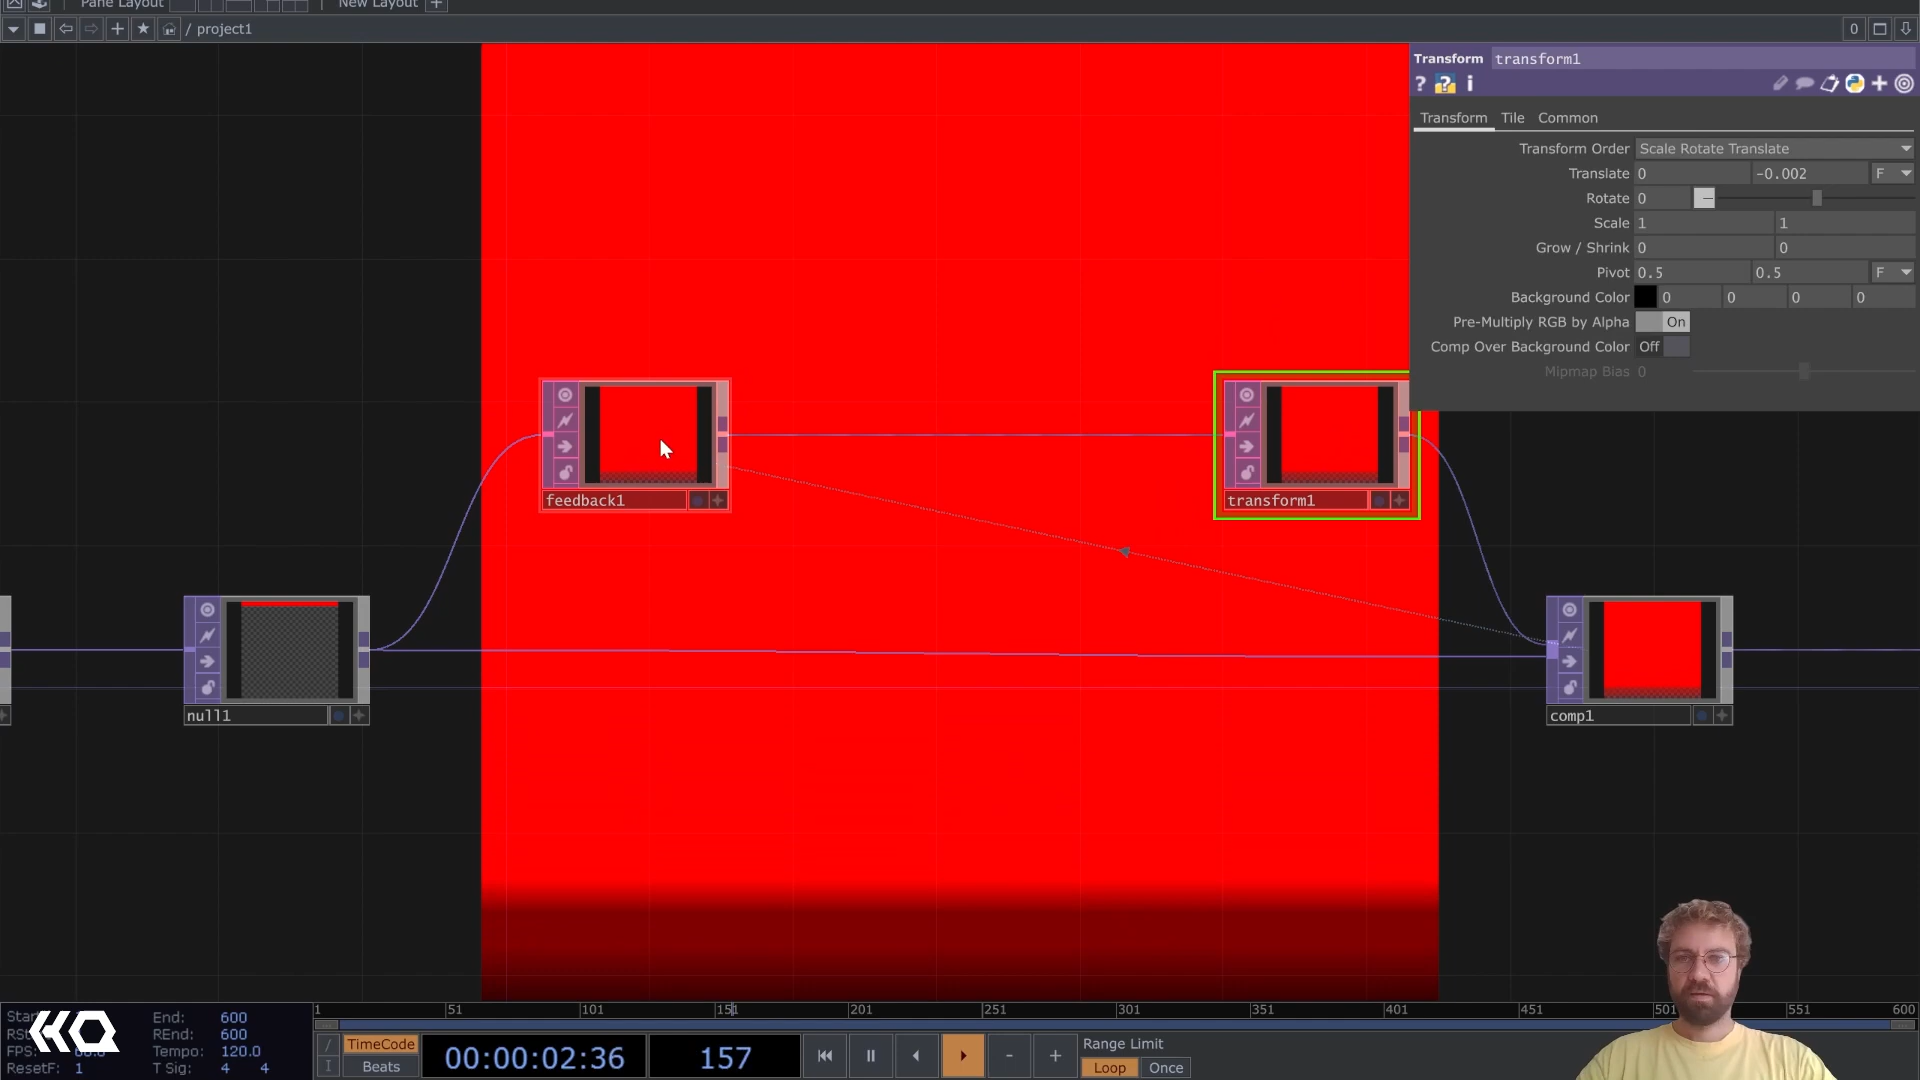 Pane Layout New Layout +
/ project1 0
Transform transform1
? ? i
Transform Tile Common
Transform Order Scale Rotate Translate
Translate 0 -0.002 F
Rotate 0
Scale 1 1
Grow / Shrink 0 0
Pivot 0.5 0.5 F
Background Color 0 0 0 0
Pre-Multiply RGB by Alpha On
Comp Over Background Color Off
Mipmap Bias 0
feedback1
transform1
null1
comp1
1 51 101 151 201 251 301 351 401 451 501 551 600
End: 600
REnd: 600
FPS: Tempo: 120.0
ResetF: 1 T Sig: 4 4
TimeCode
Beats
00:00:02:36
157
Range Limit
Loop Once